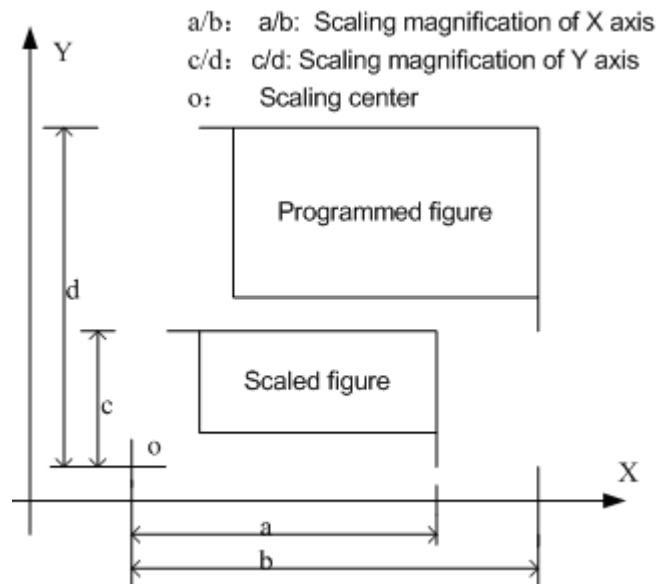 a/b: a/b: Scaling magnification of X axis
Y
c/d: c/d: Scaling magnification of Y axis
o: Scaling center
Programmed figure
d
Scaled figure
c
o
X
a
b